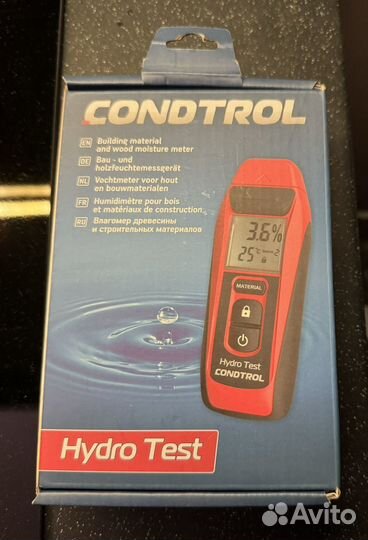 CONDTROL
EN Building material
and wood moisture meter
DE Bau - und
holzfeuchtemessgerät
NL Vochtmeter voor hout
en bouwmaterialen
FR Humidimètre pour bois
et matériaux de construction
RU Влагомер древесины
и строительных материалов
3.6%
25°C
MATERIAL
Hydro Test
CONDTROL
Hydro Test
Avito